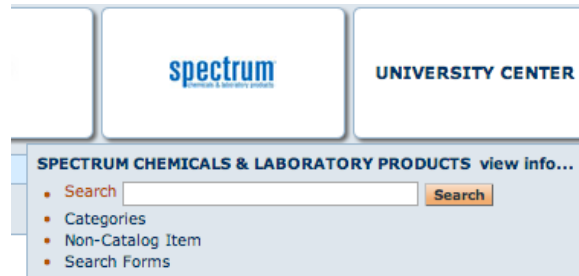 spectrum
chemicals & laboratory products
UNIVERSITY CENTER
SPECTRUM CHEMICALS & LABORATORY PRODUCTS view info...
Search Search
Categories
Non-Catalog Item
Search Forms